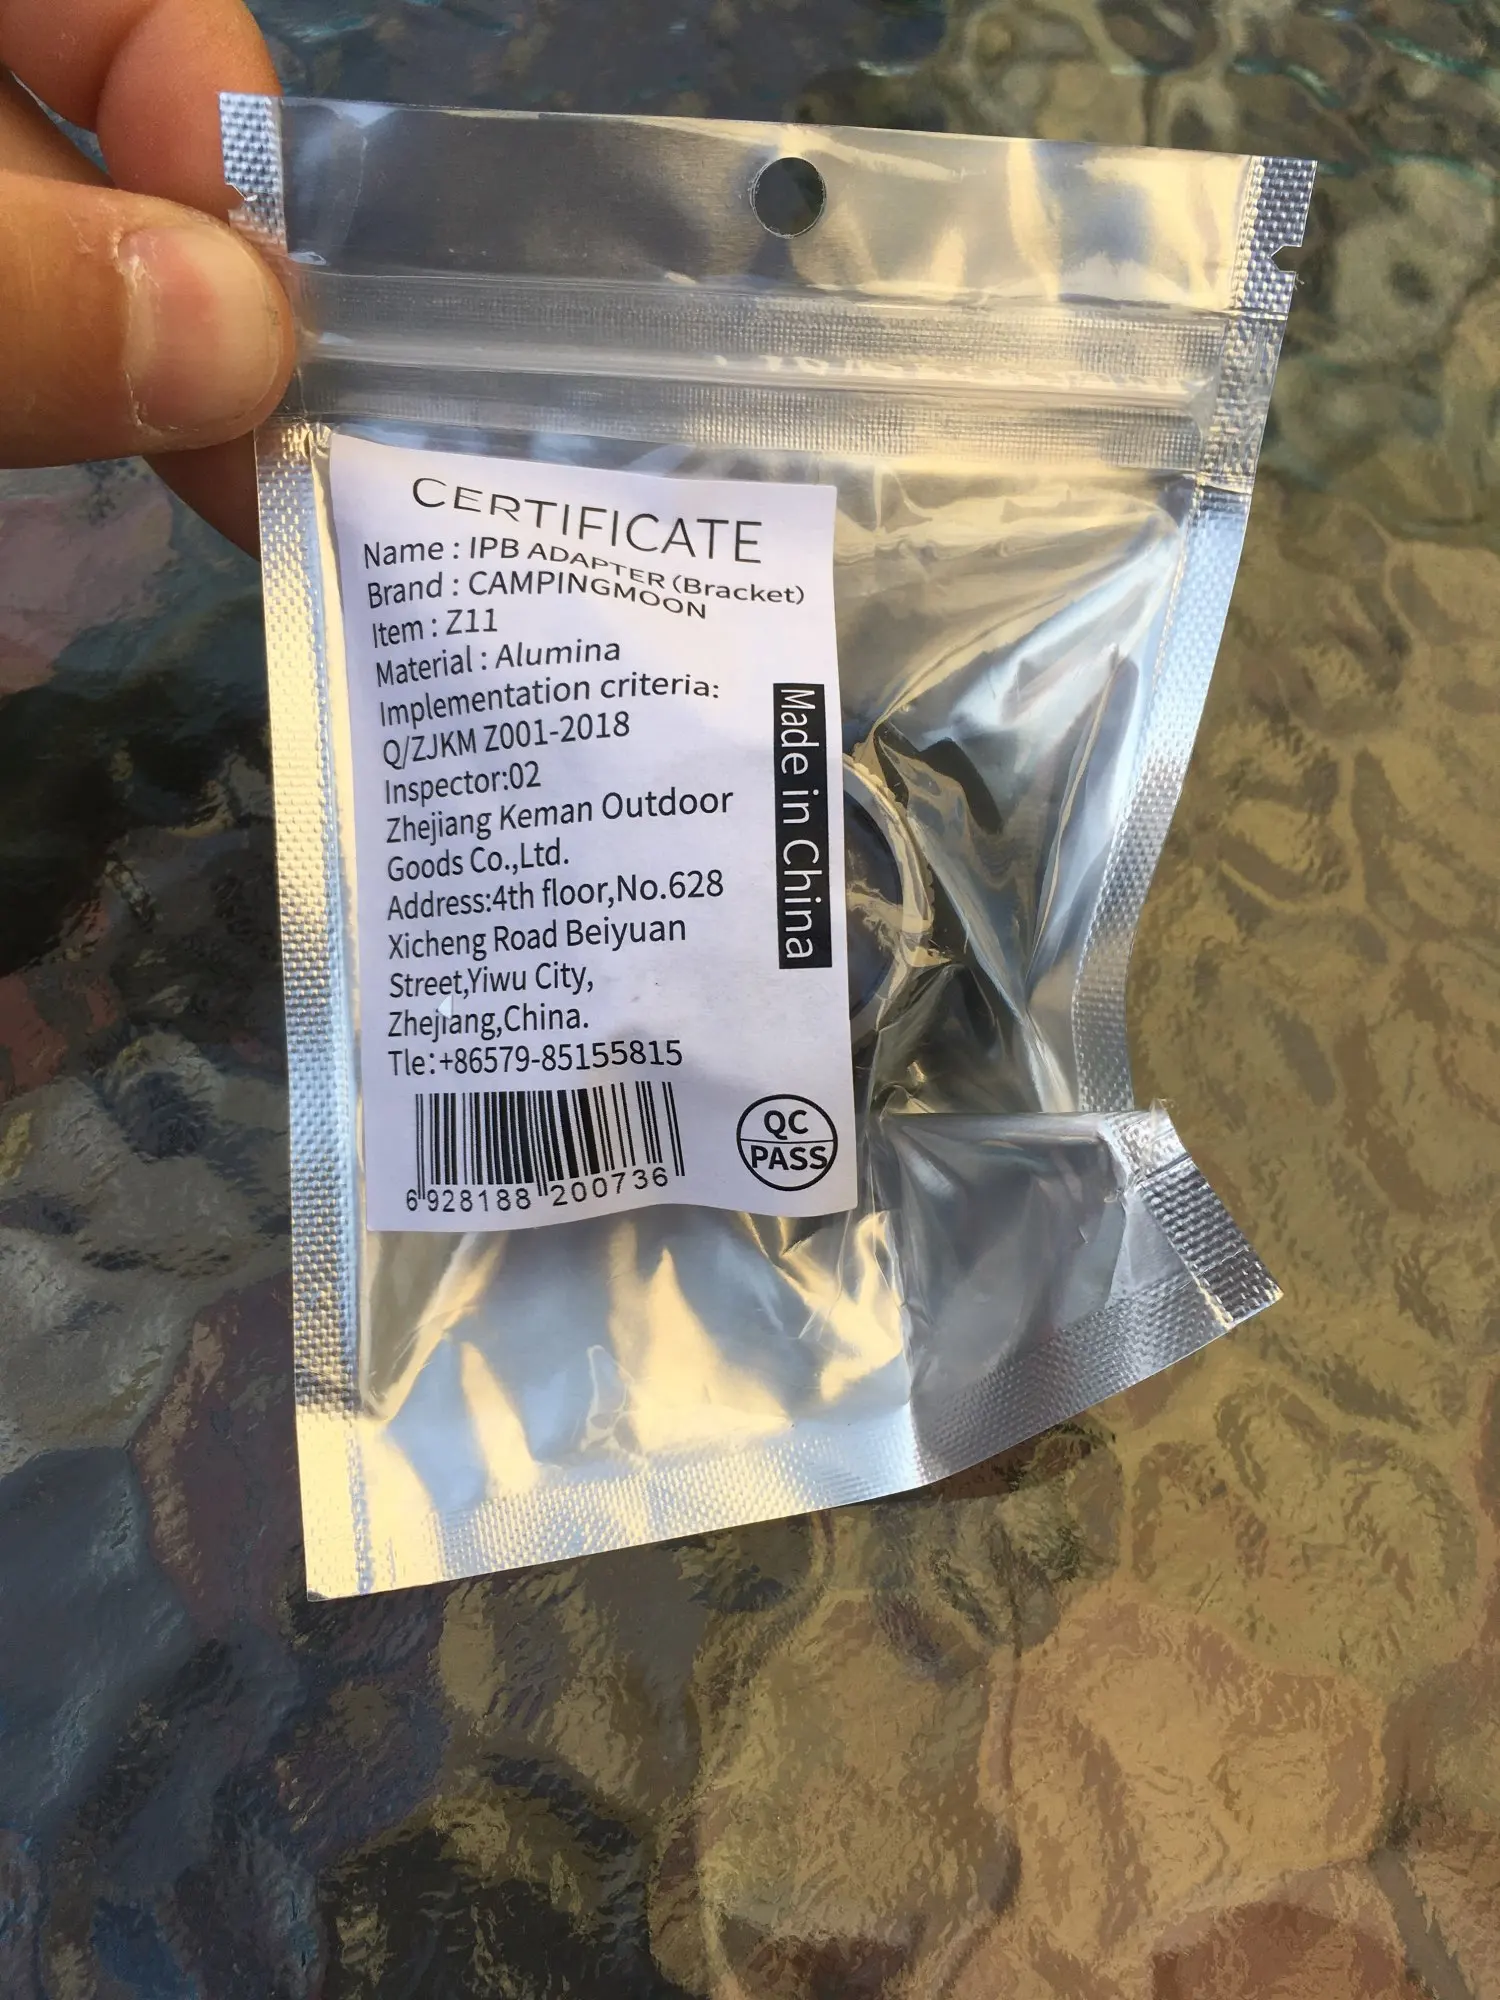 CERTIFICATE
Name : IPB ADAPTER (Bracket)
Brand : CAMPINGMOON
Item : Z11
Material : Alumina
Implementation criteria:
Q/ZJKM Z001-2018
Inspector:02
Zhejiang Keman Outdoor
Goods Co.,Ltd.
Address:4th floor,No.628
Xicheng Road Beiyuan
Street,Yiwu City,
Zhejiang,China.
Tle:+86579-85155815
6 928188 200736
Made in China
QC
PASS